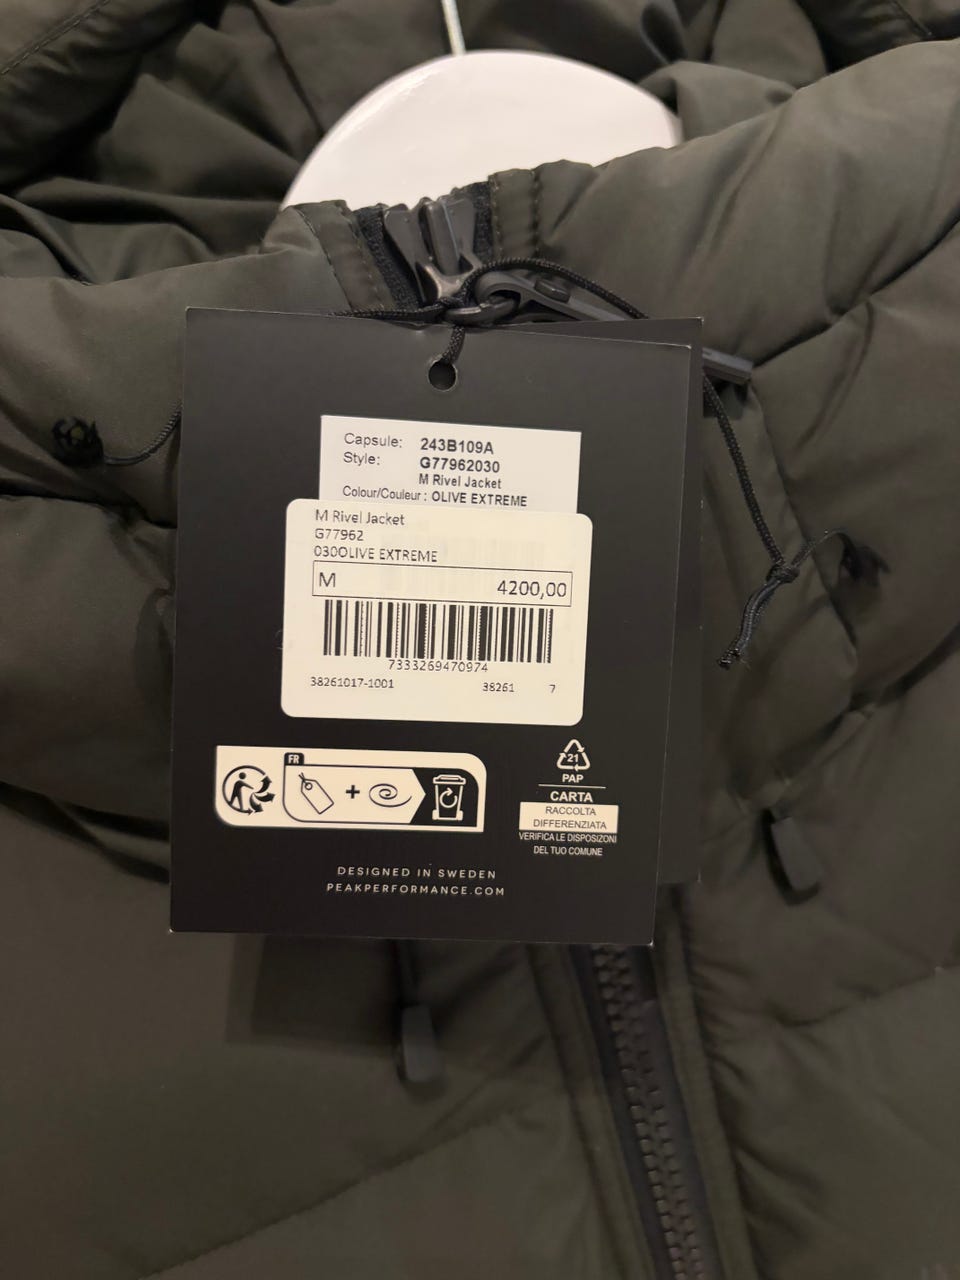 Capsule: 243B109A
Style: G77962030
M Rivel Jacket
Colour/Couleur : OLIVE EXTREME
M Rivel Jacket
G77962
030OLIVE EXTREME
M 4200,00
7333269470974
38261017-1001 38261 7
FR
21
PAP
CARTA
RACCOLTA
DIFFERENZIATA
VERIFICA LE DISPOSIZONI
DEL TUO COMUNE
DESIGNED IN SWEDEN
PEAKPERFORMANCE.COM